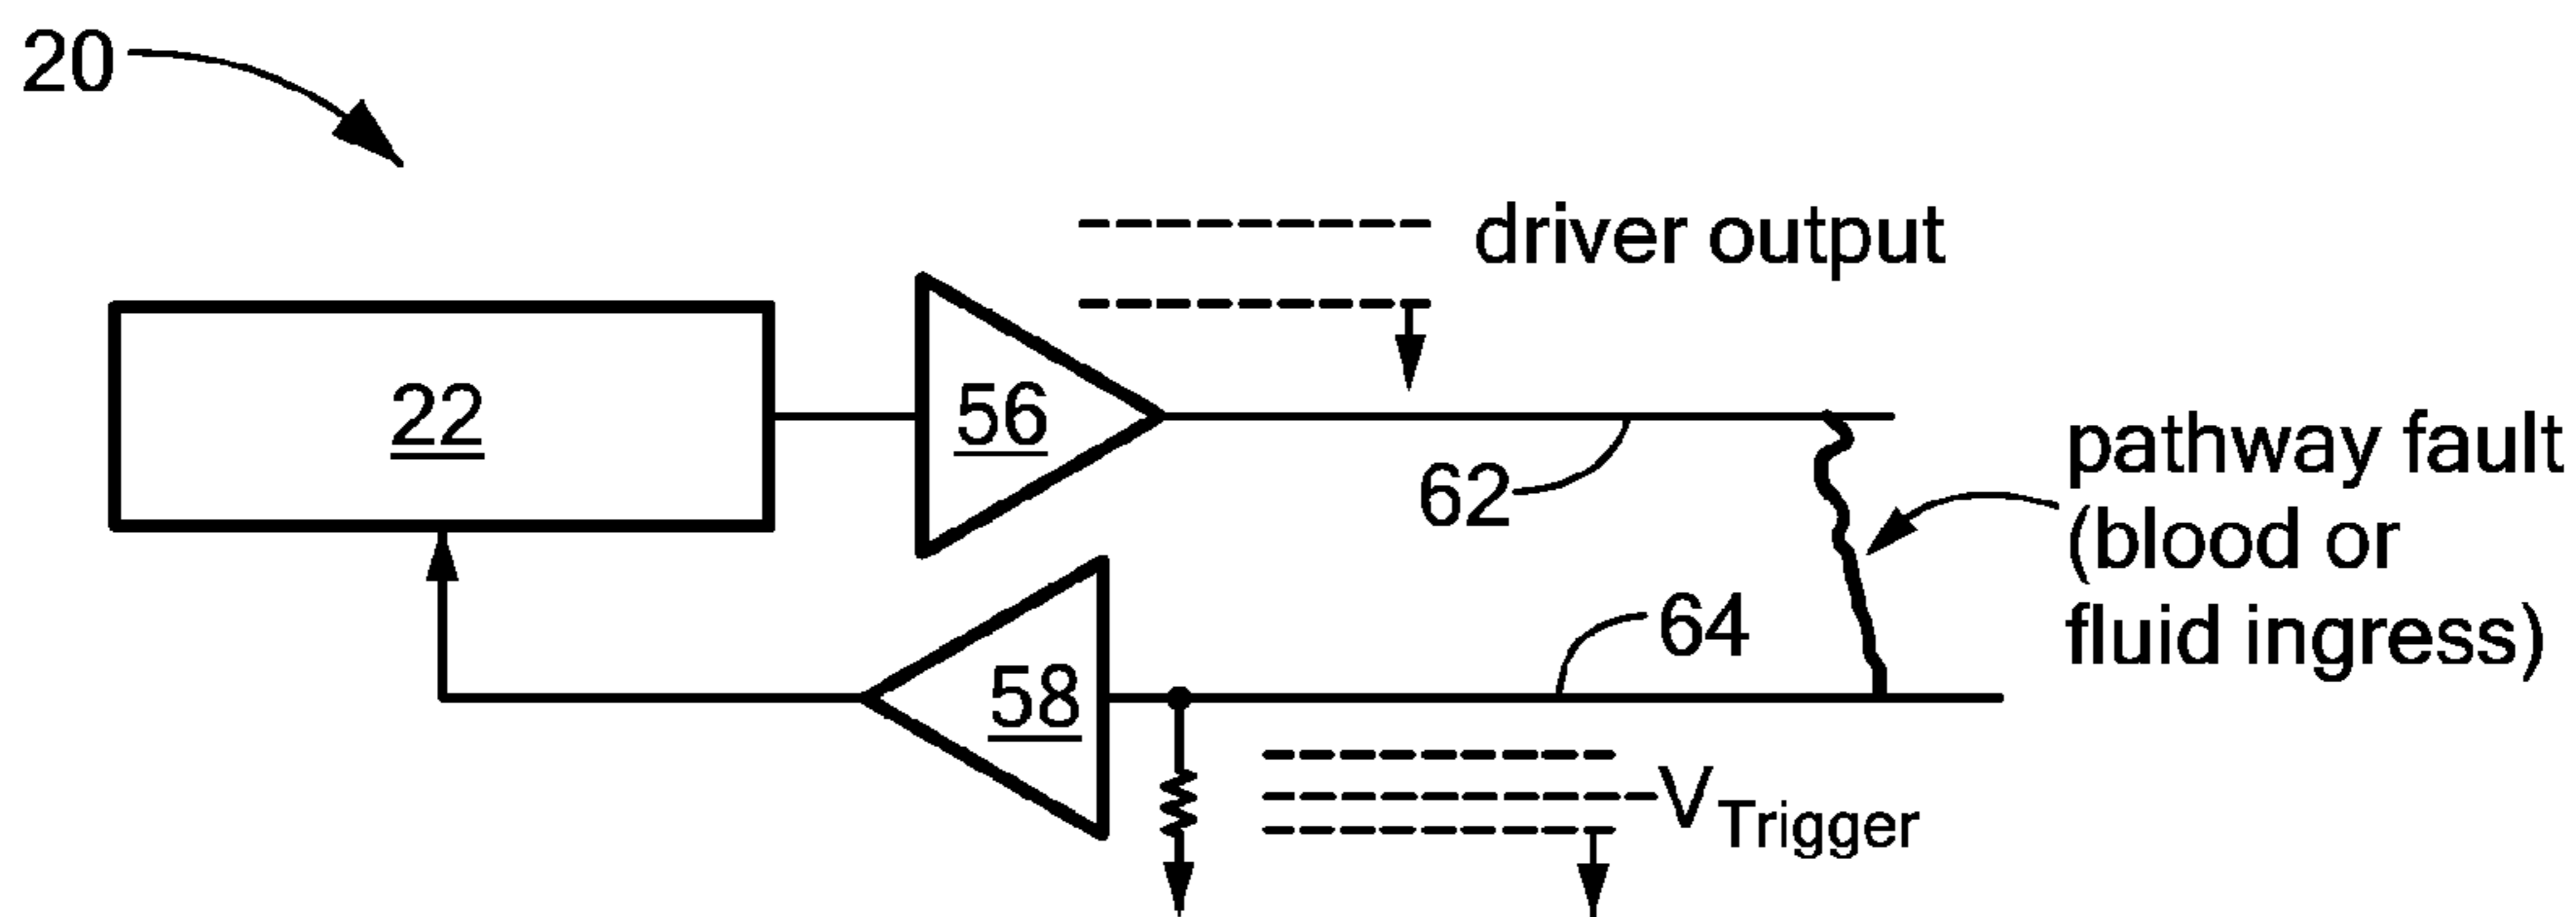 20
driver output
22
56
62
pathway fault
(blood or
fluid ingress)
64
58
VTrigger